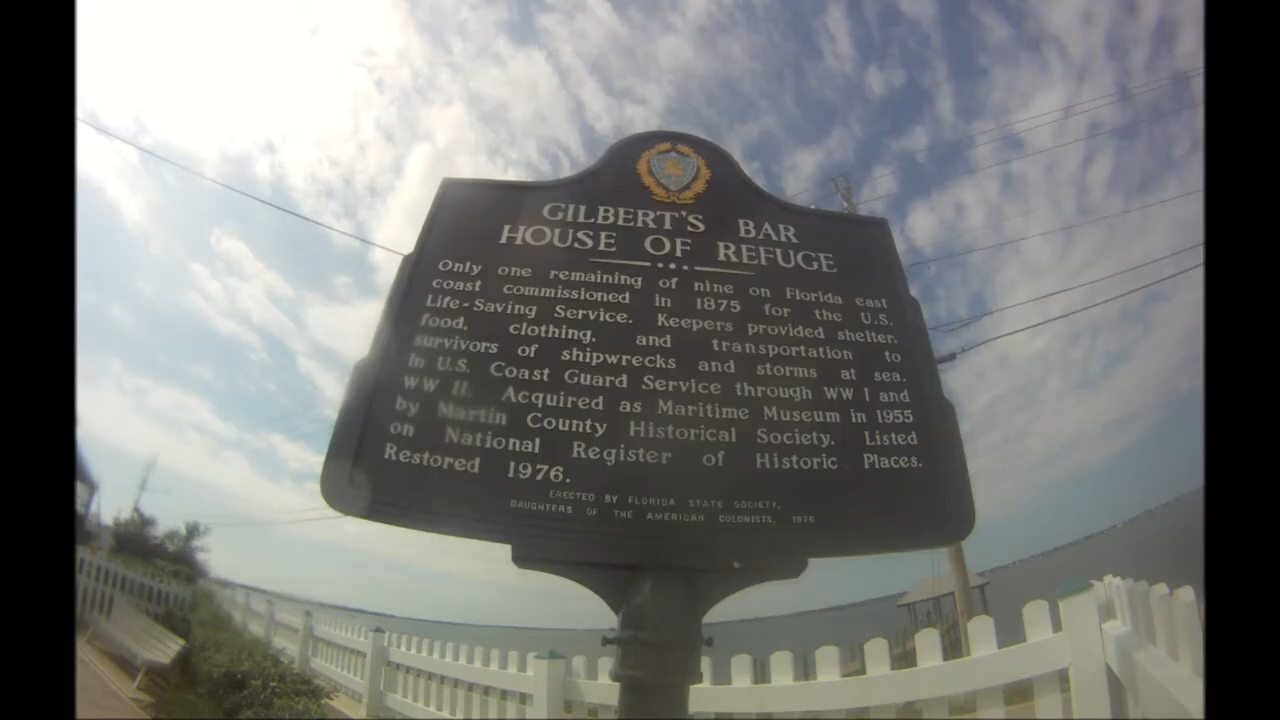 GILBERT'S BAR
HOUSE OF REFUGE
Only one remaining of nine on Florida east
coast commissioned in 1875 for the U.S.
Life-Saving Service. Keepers provided shelter,
food, clothing, and transportation to
survivors of shipwrecks and storms at sea.
In U.S. Coast Guard Service through WW I and
WW II. Acquired as Maritime Museum in 1955
by Martin County Historical Society. Listed
on National Register of Historic Places.
Restored 1976.
ERECTED BY FLORIDA STATE SOCIETY,
DAUGHTERS OF THE AMERICAN COLONISTS, 1976